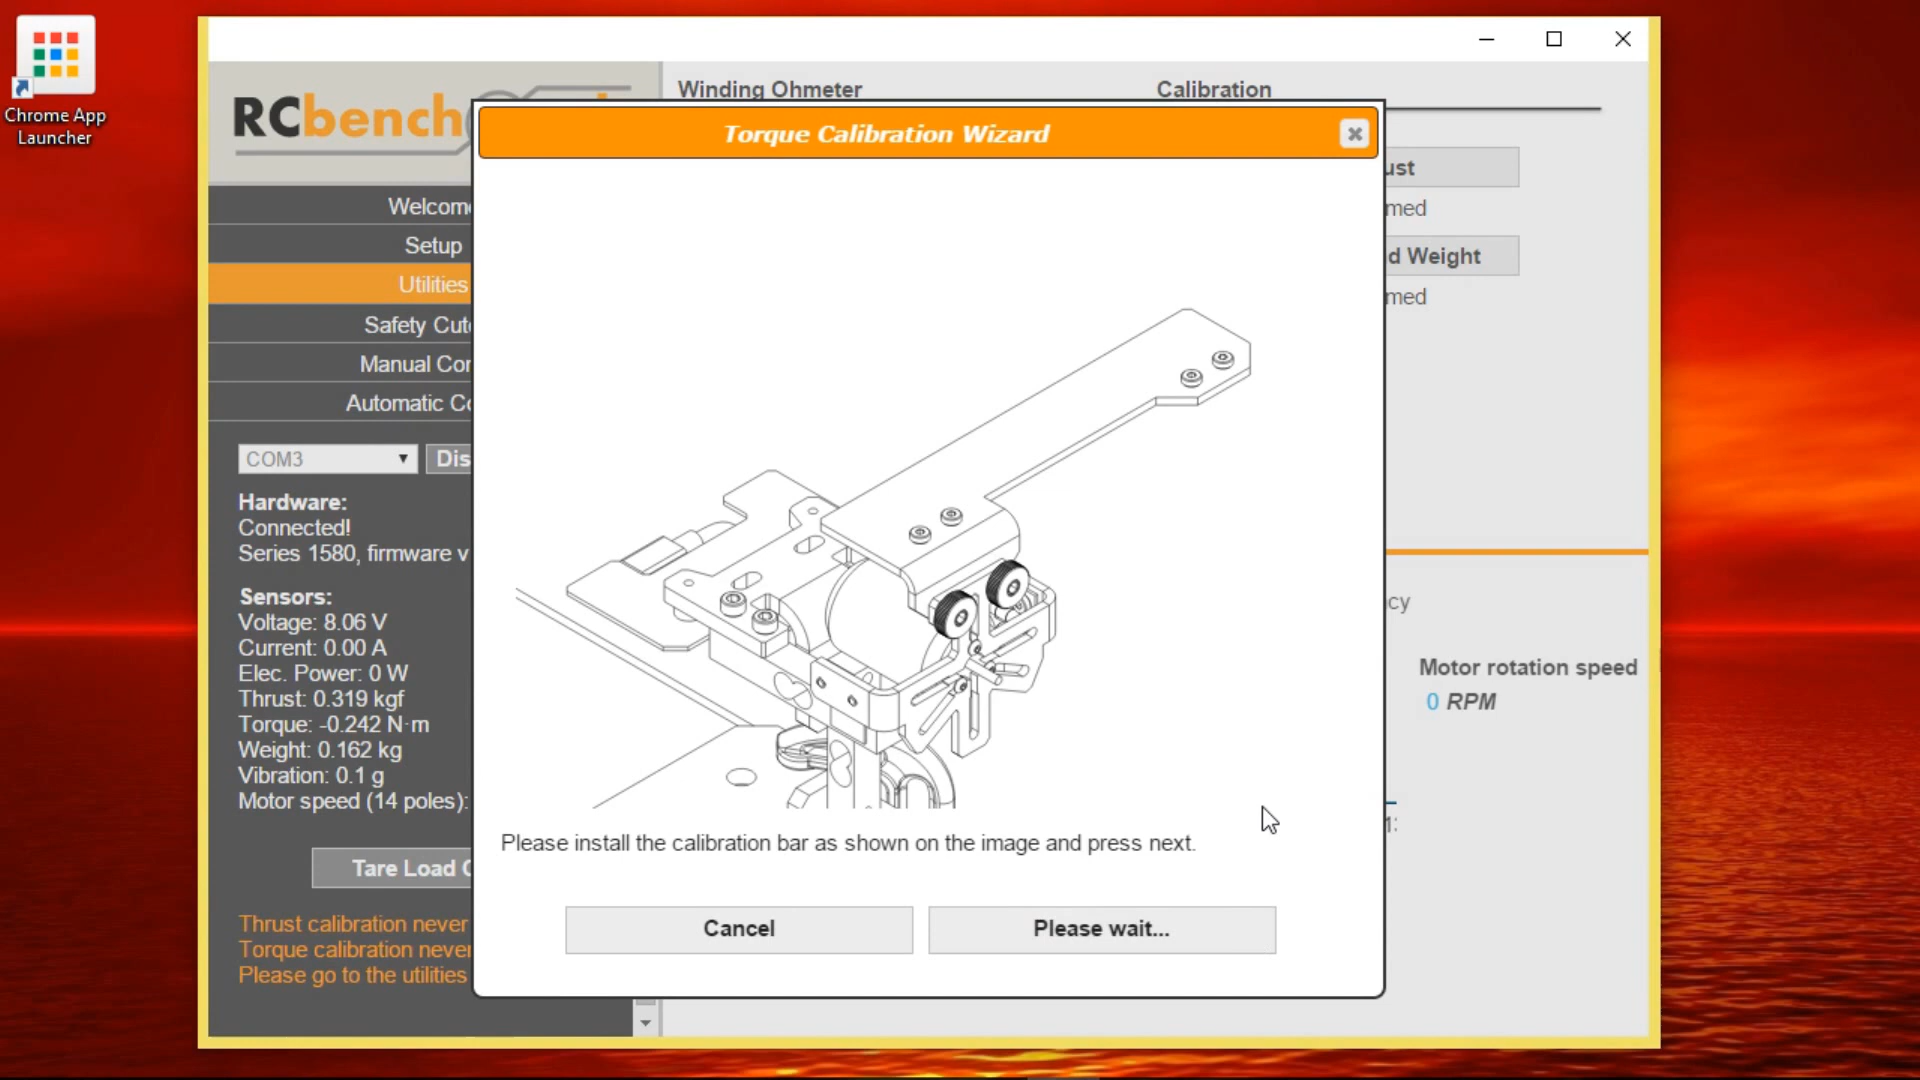 Chrome App
Launcher
RCbench
Winding Ohmeter
Calibration
Torque Calibration Wizard
Welcome
Setup
Utilities
Safety Cut
Manual Con
Automatic Co
COM3
Dis
Hardware:
Connected!
Series 1580, firmware v
Sensors:
Voltage: 8.06 V
Current: 0.00 A
Elec. Power: 0 W
Thrust: 0.319 kgf
Torque: -0.242 N·m
Weight: 0.162 kg
Vibration: 0.1 g
Motor speed (14 poles):
Tare Load C
Thrust calibration never
Torque calibration never
Please go to the utilities
Please install the calibration bar as shown on the image and press next.
Cancel
Please wait...
ust
med
d Weight
med
cy
Motor rotation speed
0 RPM